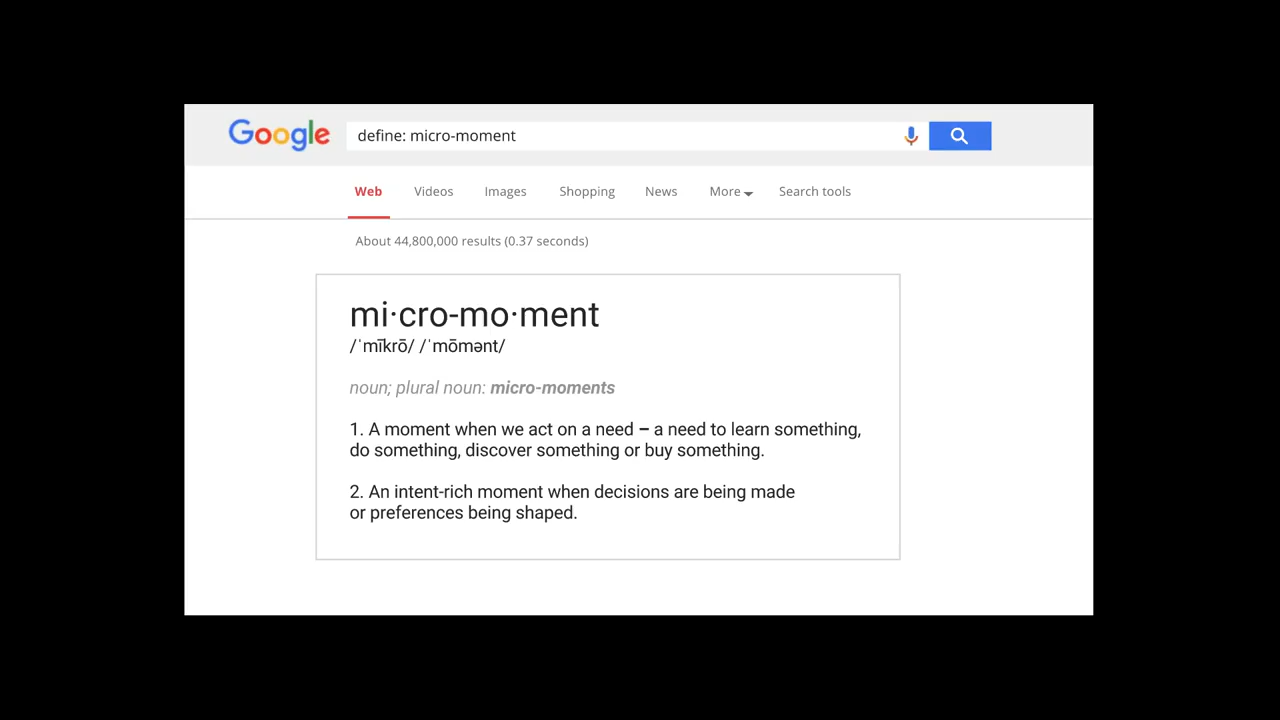 Google define: micro-moment
Web Videos Images Shopping News More Search tools
About 44,800,000 results (0.37 seconds)
mi·cro-mo·ment
/ˈmīkrō/ /ˈmōmənt/
noun; plural noun: micro-moments
1. A moment when we act on a need – a need to learn something,
do something, discover something or buy something.
2. An intent-rich moment when decisions are being made
or preferences being shaped.